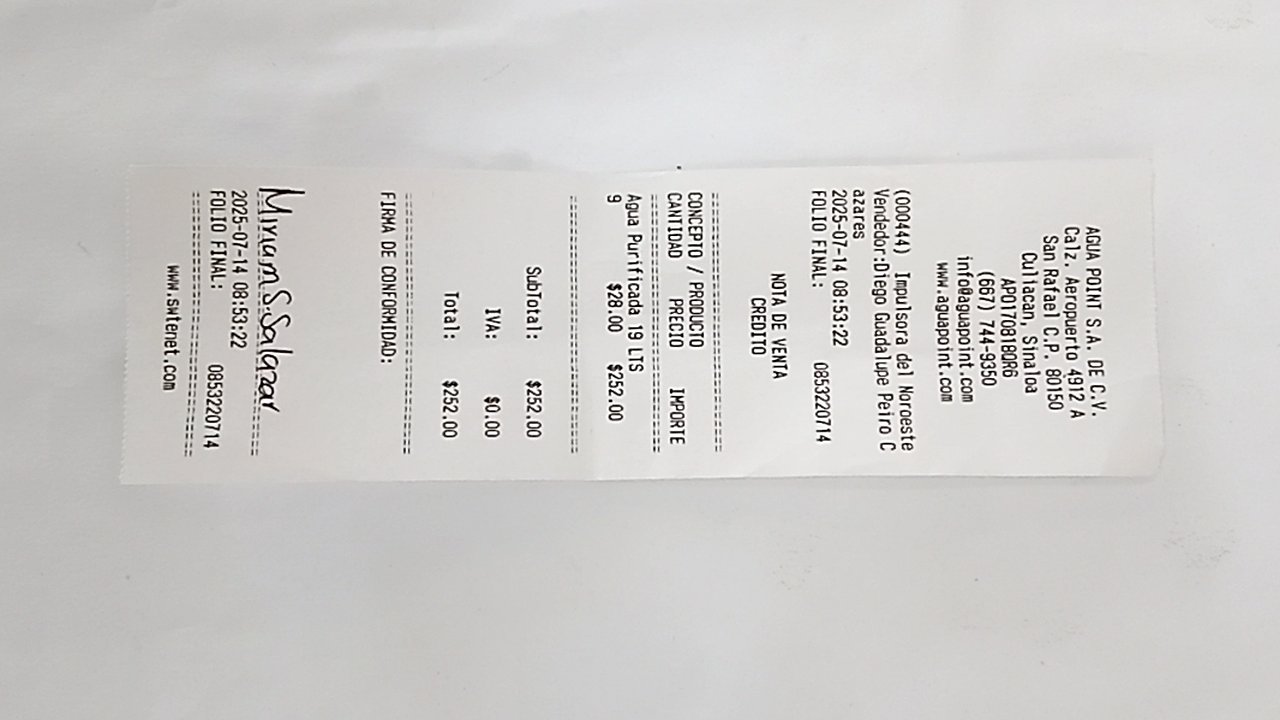 AGUA POINT S.A. DE C.V.
Calz. Aeropuerto 4912 A
San Rafael C.P. 80150
Culiacan, Sinaloa
APO170818QR6
(667) 744-9350
info@aguapoint.com
www.aguapoint.com
(000444) Impulsora del Noroeste
Vendedor:Diego Guadalupe Peiro C
azares
2025-07-14 08:53:22
FOLIO FINAL: 0853220714
NOTA DE VENTA
CREDITO
================================
CONCEPTO / PRODUCTO
CANTIDAD PRECIO IMPORTE
================================
Agua Purificada 19 LTS
9 $28.00 $252.00
================================
SubTotal: $252.00
IVA: $0.00
Total: $252.00
================================
FIRMA DE CONFORMIDAD:
Miriam S. Salazar
================================
2025-07-14 08:53:22
FOLIO FINAL: 0853220714
================================
www.swtenet.com